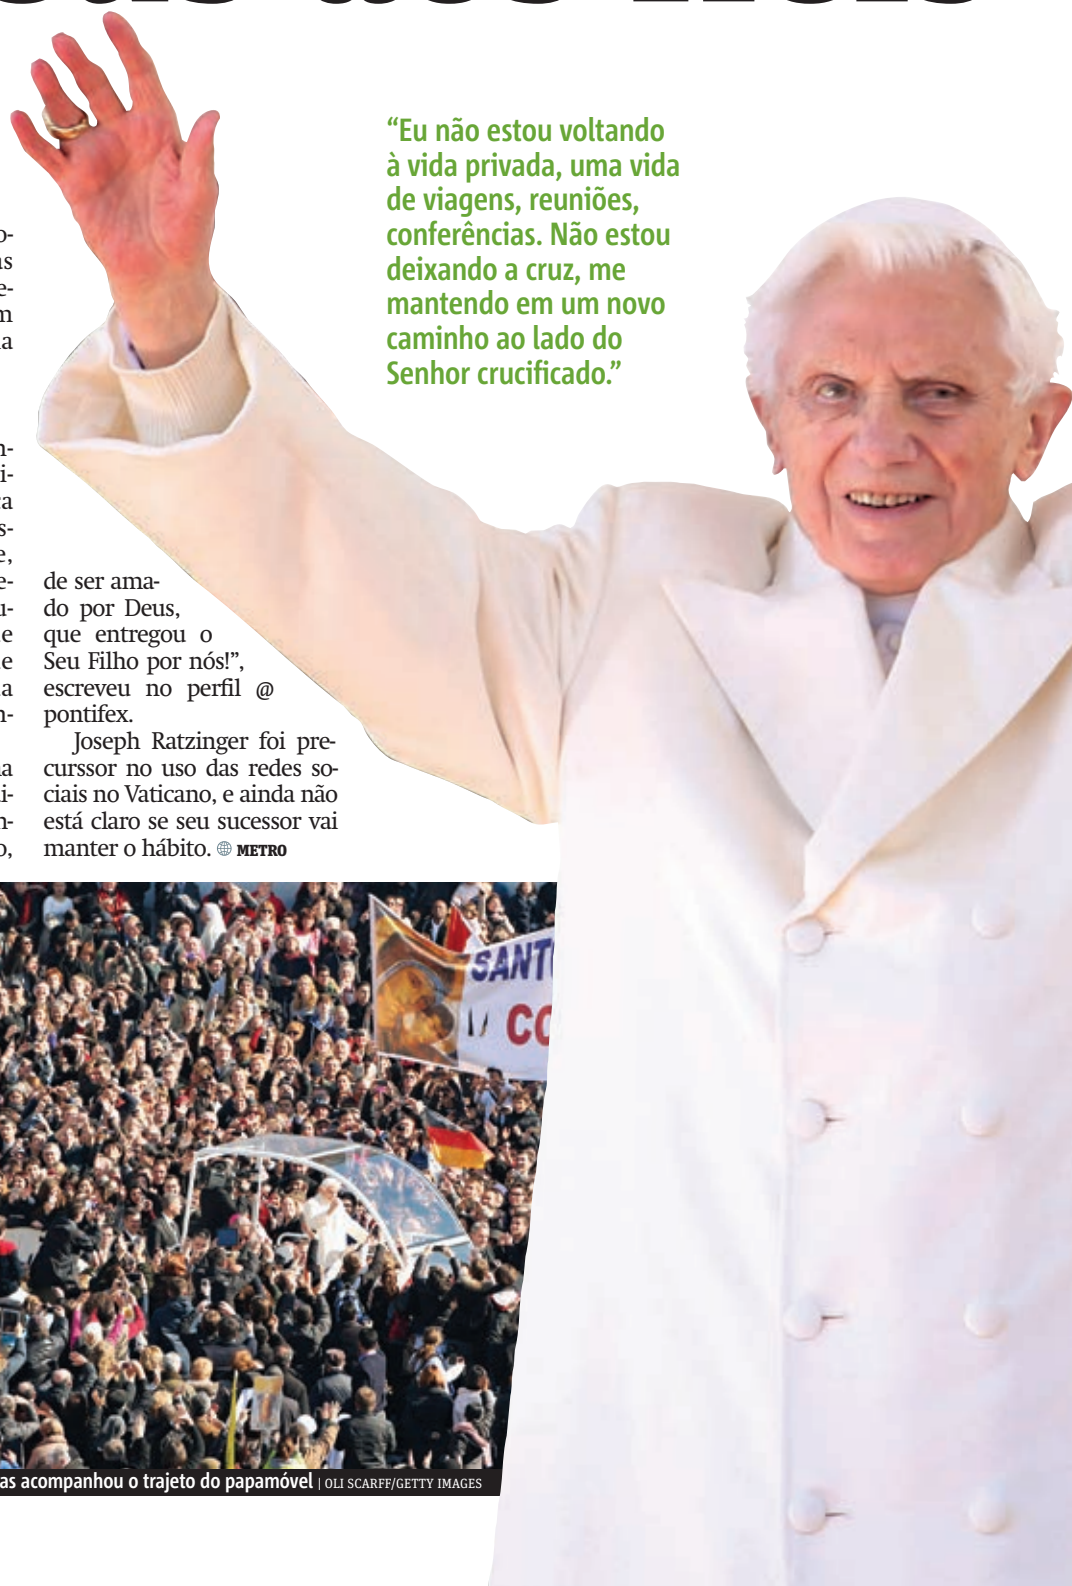 “Eu não estou voltando
à vida privada, uma vida
de viagens, reuniões,
conferências. Não estou
deixando a cruz, me
mantendo em um novo
caminho ao lado do
Senhor crucificado.”
de ser ama-
do por Deus,
que entregou o
Seu Filho por nós!”,
escreveu no perfil @
pontifex.
Joseph Ratzinger foi pre-
curssor no uso das redes so-
ciais no Vaticano, e ainda não
está claro se seu sucessor vai
manter o hábito. METRO
SANT
CO
as acompanhou o trajeto do papamóvel | OLI SCARFF/GETTY IMAGES